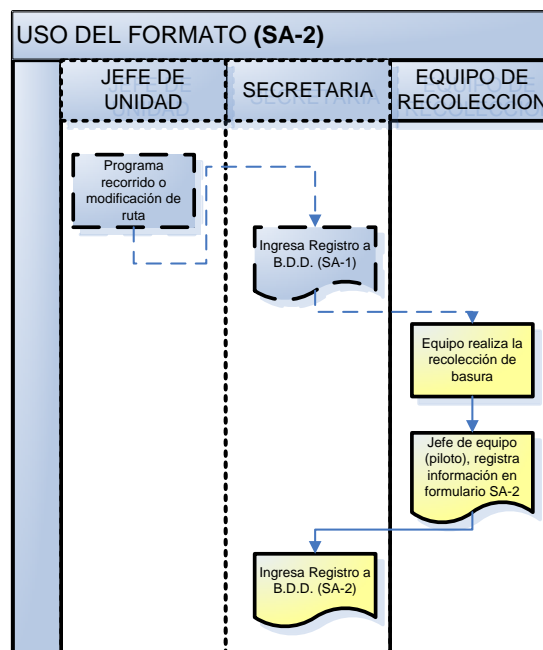 USO DEL FORMATO (SA-2)
JEFE DE
UNIDAD
SECRETARIA
EQUIPO DE
RECOLECCION
Programa
recorrido o
modificación de
ruta
Ingresa Registro a
B.D.D. (SA-1)
Equipo realiza la
recolección de
basura
Jefe de equipo
(piloto), registra
información en
formulario SA-2
Ingresa Registro a
B.D.D. (SA-2)